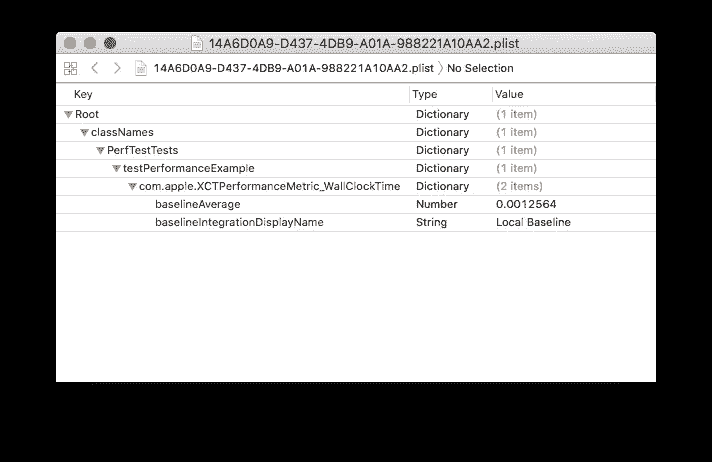 14A6D0A9-D437-4DB9-A01A-988221A10AA2.plist
14A6D0A9-D437-4DB9-A01A-988221A10AA2.plist No Selection
Key Type Value
Root Dictionary (1 item)
classNames Dictionary (1 item)
PerfTestTests Dictionary (1 item)
testPerformanceExample Dictionary (1 item)
com.apple.XCTPerformanceMetric_WallClockTime Dictionary (2 items)
baselineAverage Number 0.0012564
baselineIntegrationDisplayName String Local Baseline